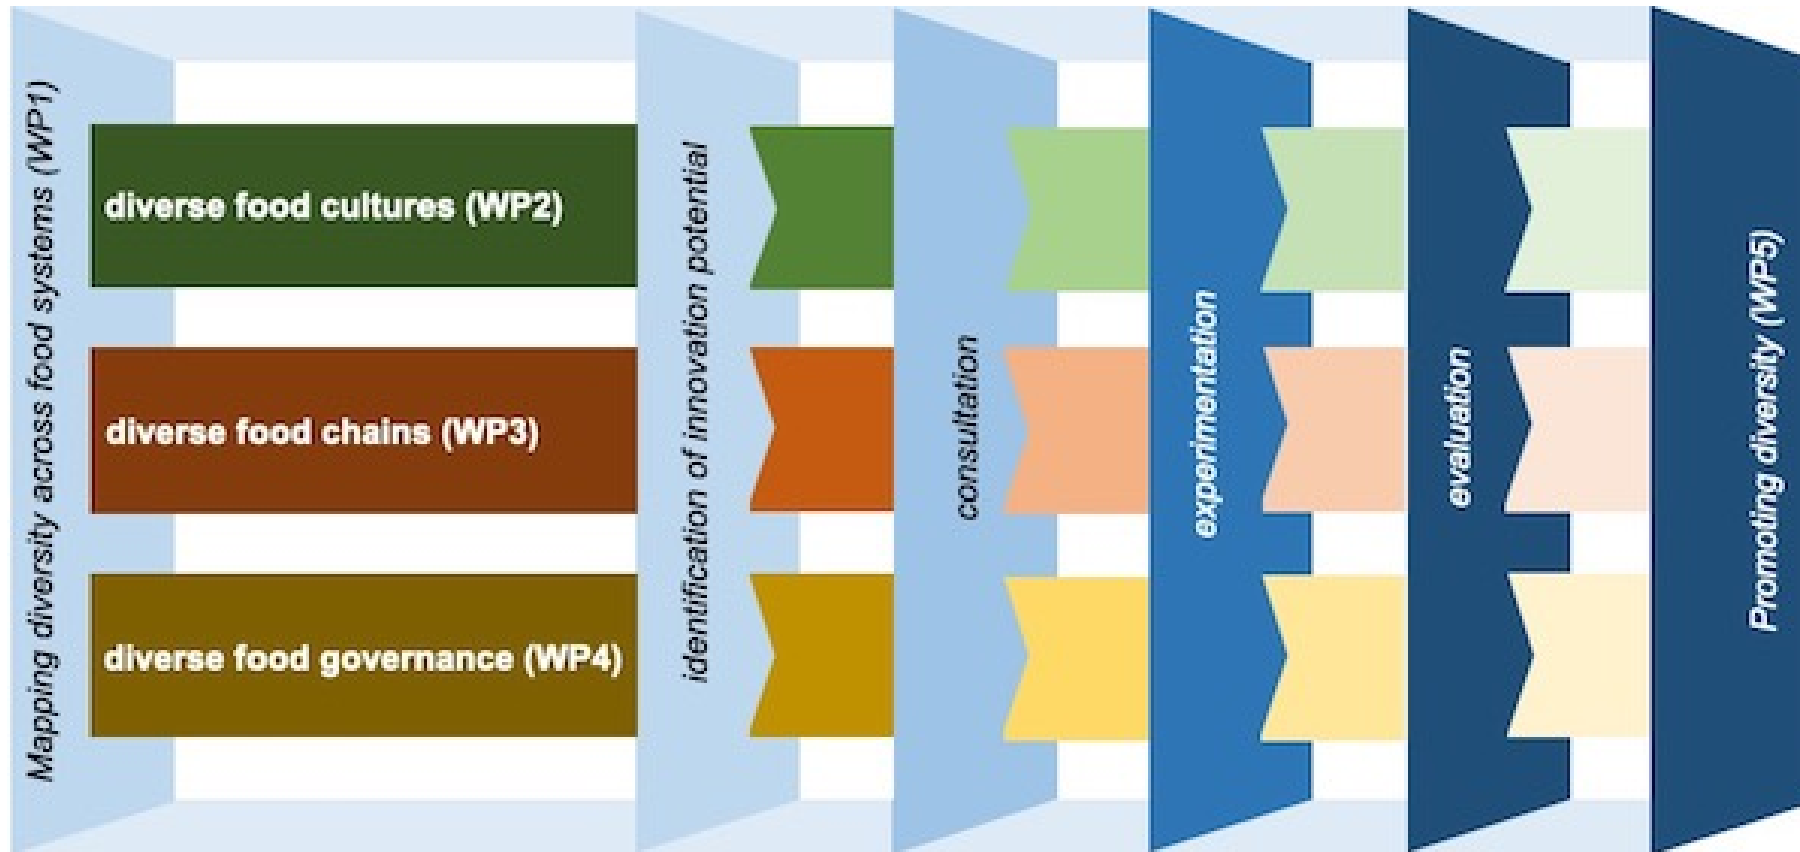 Mapping diversity across food systems (WP1)
diverse food cultures (WP2)
diverse food chains (WP3)
diverse food governance (WP4)
identification of innovation potential
consultation
experimentation
evaluation
Promoting diversity (WP5)